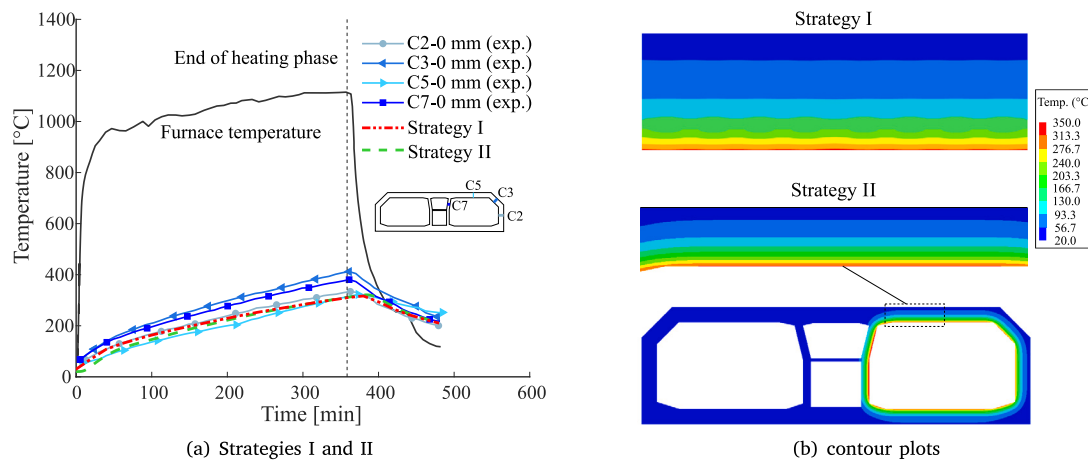 1400
1200
1000
800
600
400
200
0
Temperature [°C]
End of heating phase
Furnace temperature
C2-0 mm (exp.)
C3-0 mm (exp.)
C5-0 mm (exp.)
C7-0 mm (exp.)
Strategy I
Strategy II
C5
C3
C7
C2
0
100
200
300
400
500
600
Time [min]
(a) Strategies I and II
Strategy I
Temp. (°C)
350.0
313.3
276.7
240.0
203.3
166.7
130.0
93.3
56.7
20.0
Strategy II
(b) contour plots